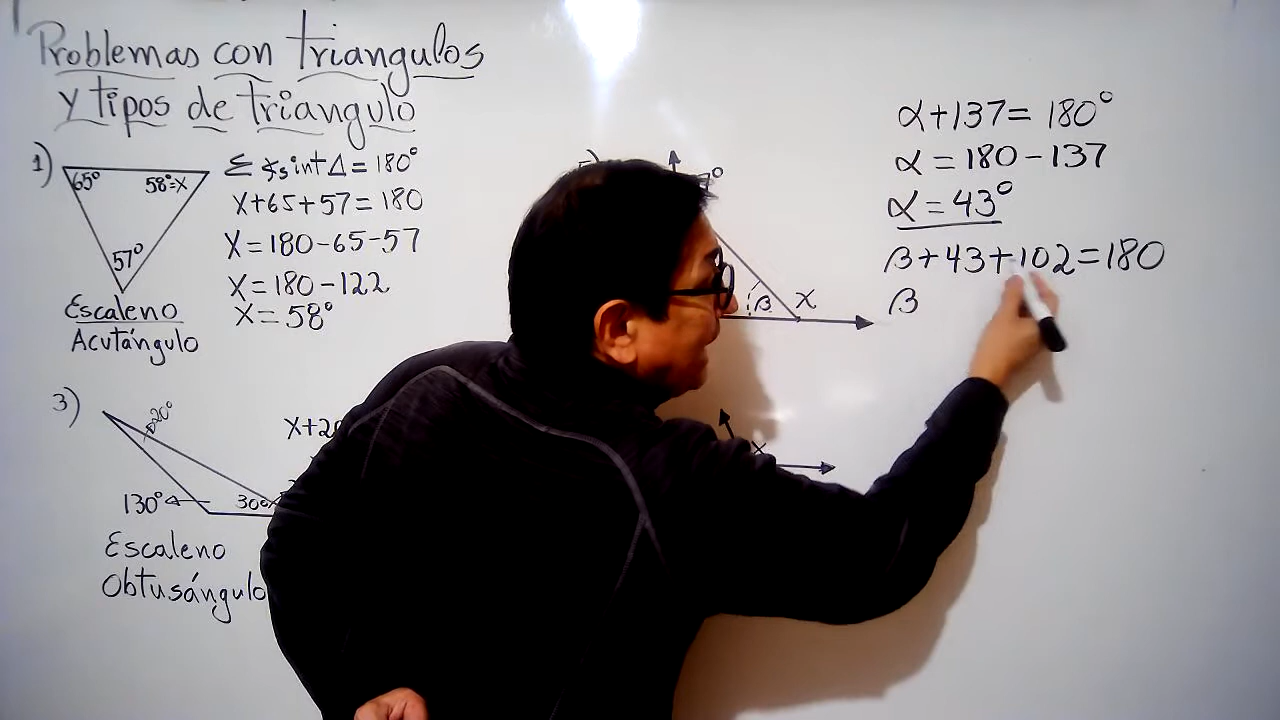 Problemas con triangulos
y tipos de triangulo
1)
65° 58°=x
57°
Escaleno
Acutángulo
Σ ∡s int Δ = 180°
X+65+57=180
X=180-65-57
X=180-122
X=58°
3)
20°
130°
30°
X+20
Escaleno
Obtusángulo
β X
X
α+137=180°
α=180-137
α=43°
β+43+102=180
β